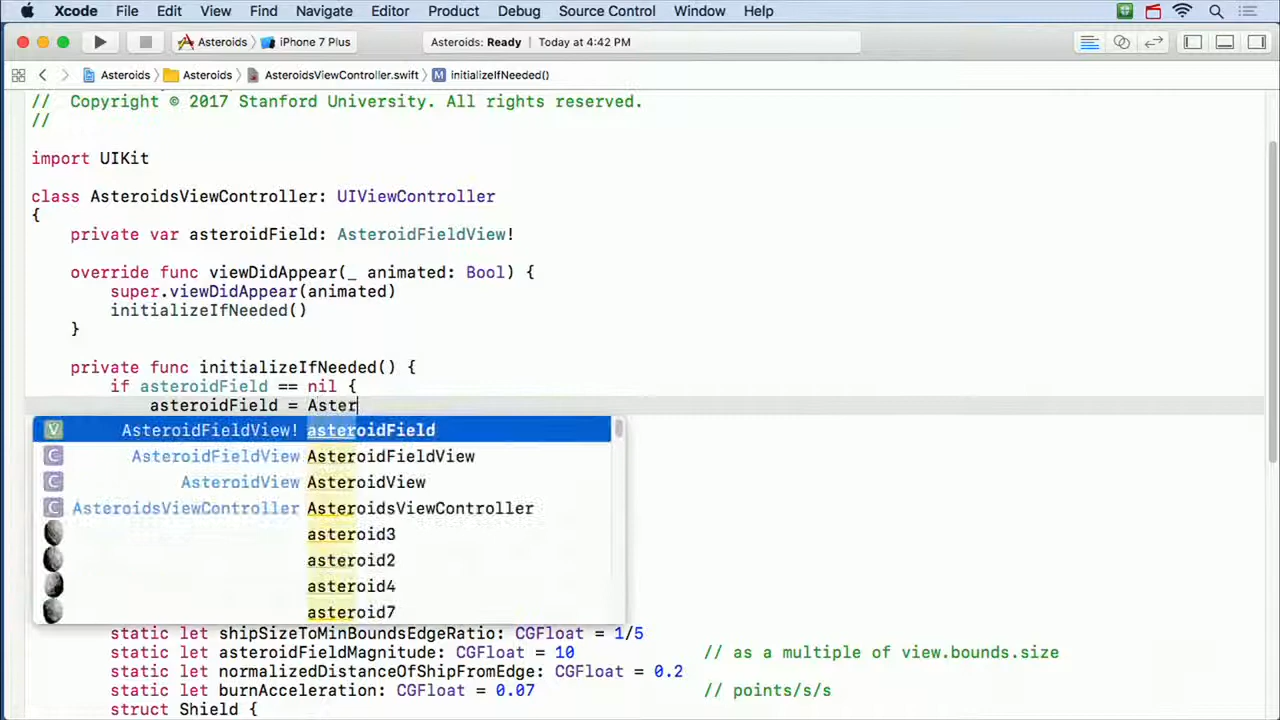 Xcode File Edit View Find Navigate Editor Product Debug Source Control Window Help
Asteroids iPhone 7 Plus Asteroids: Ready Today at 4:42 PM
Asteroids Asteroids AsteroidsViewController.swift M initializeIfNeeded()
// Copyright © 2017 Stanford University. All rights reserved.
//
import UIKit
class AsteroidsViewController: UIViewController
{
private var asteroidField: AsteroidFieldView!
override func viewDidAppear(_ animated: Bool) {
super.viewDidAppear(animated)
initializeIfNeeded()
}
private func initializeIfNeeded() {
if asteroidField == nil {
asteroidField = Aster
V AsteroidFieldView! asteroidField
C AsteroidFieldView AsteroidFieldView
C AsteroidView AsteroidView
C AsteroidsViewController AsteroidsViewController
asteroid3
asteroid2
asteroid4
asteroid7
static let shipSizeToMinBoundsEdgeRatio: CGFloat = 1/5
static let asteroidFieldMagnitude: CGFloat = 10 // as a multiple of view.bounds.size
static let normalizedDistanceOfShipFromEdge: CGFloat = 0.2
static let burnAcceleration: CGFloat = 0.07 // points/s/s
struct Shield {